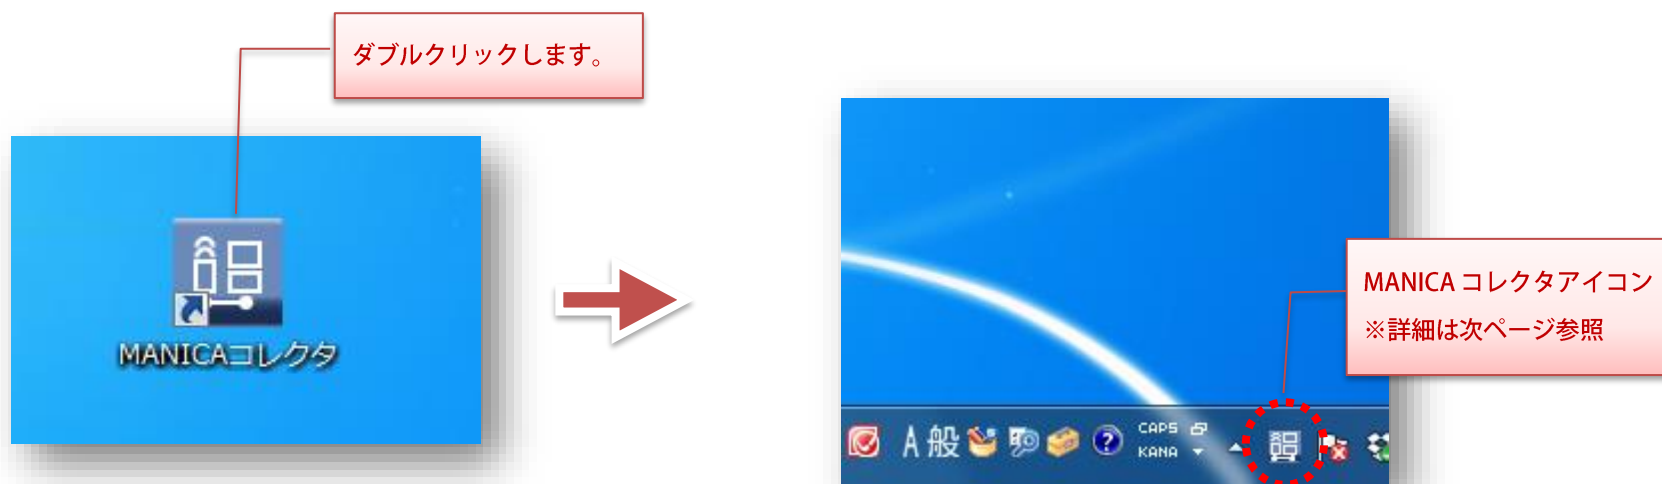 ダブルクリックします。
MANICAコレクタ
MANICA コレクタアイコン
※詳細は次ページ参照
A 般
CAPS
KANA